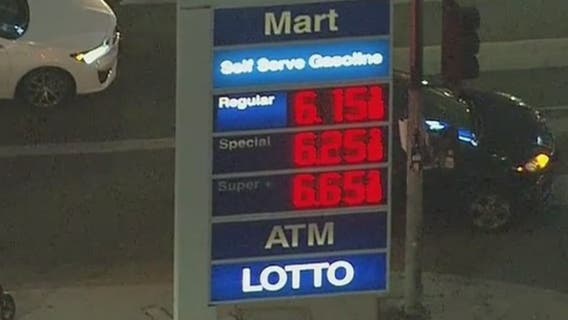 Mart
Self Serve Gasoline
Regular 6.15
Special 6.25
Super + 6.65
ATM
LOTTO